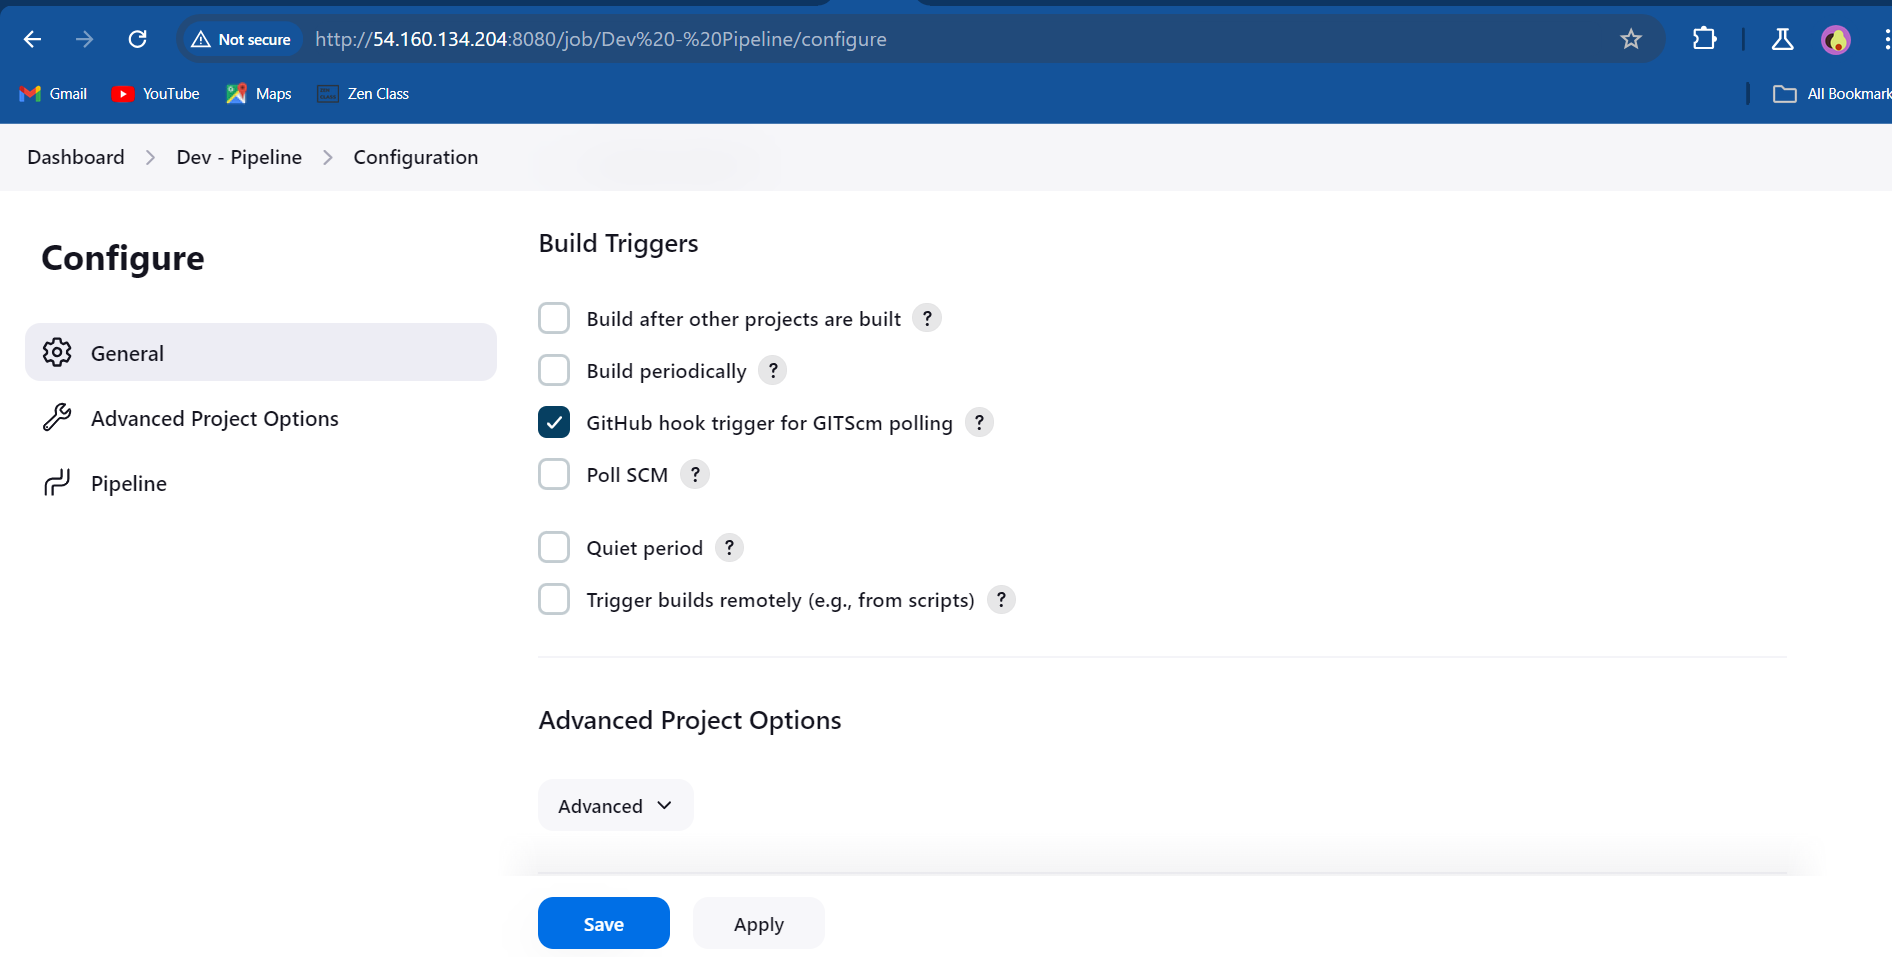 Not secure http://54.160.134.204:8080/job/Dev%20-%20Pipeline/configure
Gmail YouTube Maps Zen Class All Bookmark
Dashboard Dev - Pipeline Configuration
Configure
General
Advanced Project Options
Pipeline
Build Triggers
Build after other projects are built ?
Build periodically ?
GitHub hook trigger for GITScm polling ?
Poll SCM ?
Quiet period ?
Trigger builds remotely (e.g., from scripts) ?
Advanced Project Options
Advanced
Save Apply